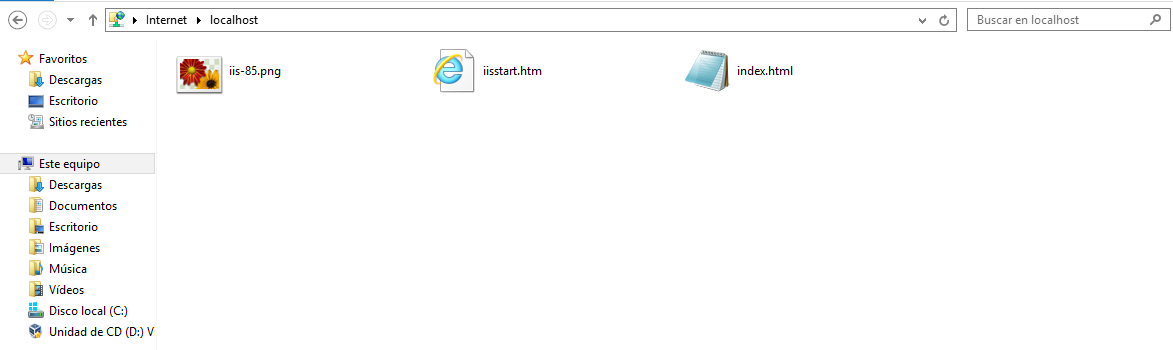 Internet localhost
Buscar en localhost
Favoritos
Descargas
Escritorio
Sitios recientes
Este equipo
Descargas
Documentos
Escritorio
Imágenes
Música
Vídeos
Disco local (C:)
Unidad de CD (D:) V
iis-85.png
iisstart.htm
index.html